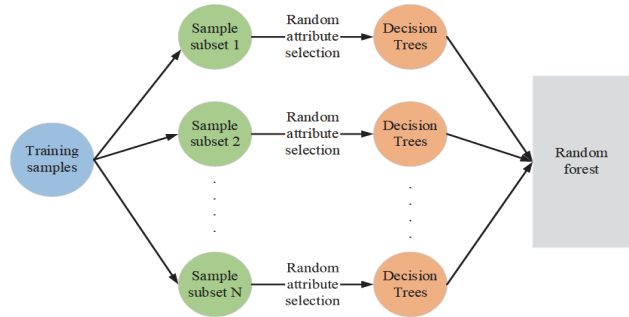 Training
samples
Sample
subset 1
Random
attribute
selection
Decision
Trees
Sample
subset 2
Random
attribute
selection
Decision
Trees
Sample
subset N
Random
attribute
selection
Decision
Trees
Random
forest